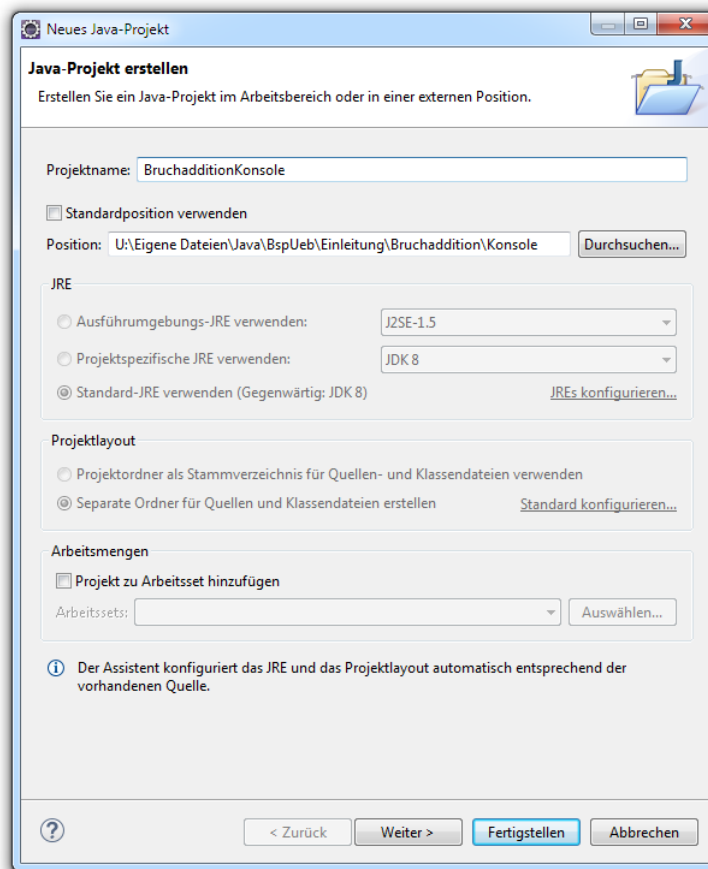 Neues Java-Projekt
Java-Projekt erstellen
Erstellen Sie ein Java-Projekt im Arbeitsbereich oder in einer externen Position.
Projektname: BruchadditionKonsole
Standardposition verwenden
Position: U:\Eigene Dateien\Java\BspUeb\Einleitung\Bruchaddition\Konsole Durchsuchen...
JRE
Ausführumgebungs-JRE verwenden: J2SE-1.5
Projektspezifische JRE verwenden: JDK 8
Standard-JRE verwenden (Gegenwärtig: JDK 8) JREs konfigurieren...
Projektlayout
Projektordner als Stammverzeichnis für Quellen- und Klassendateien verwenden
Separate Ordner für Quellen und Klassendateien erstellen Standard konfigurieren...
Arbeitsmengen
Projekt zu Arbeitsset hinzufügen
Arbeitssets: Auswählen...
Der Assistent konfiguriert das JRE und das Projektlayout automatisch entsprechend der
vorhandenen Quelle.
? < Zurück Weiter > Fertigstellen Abbrechen